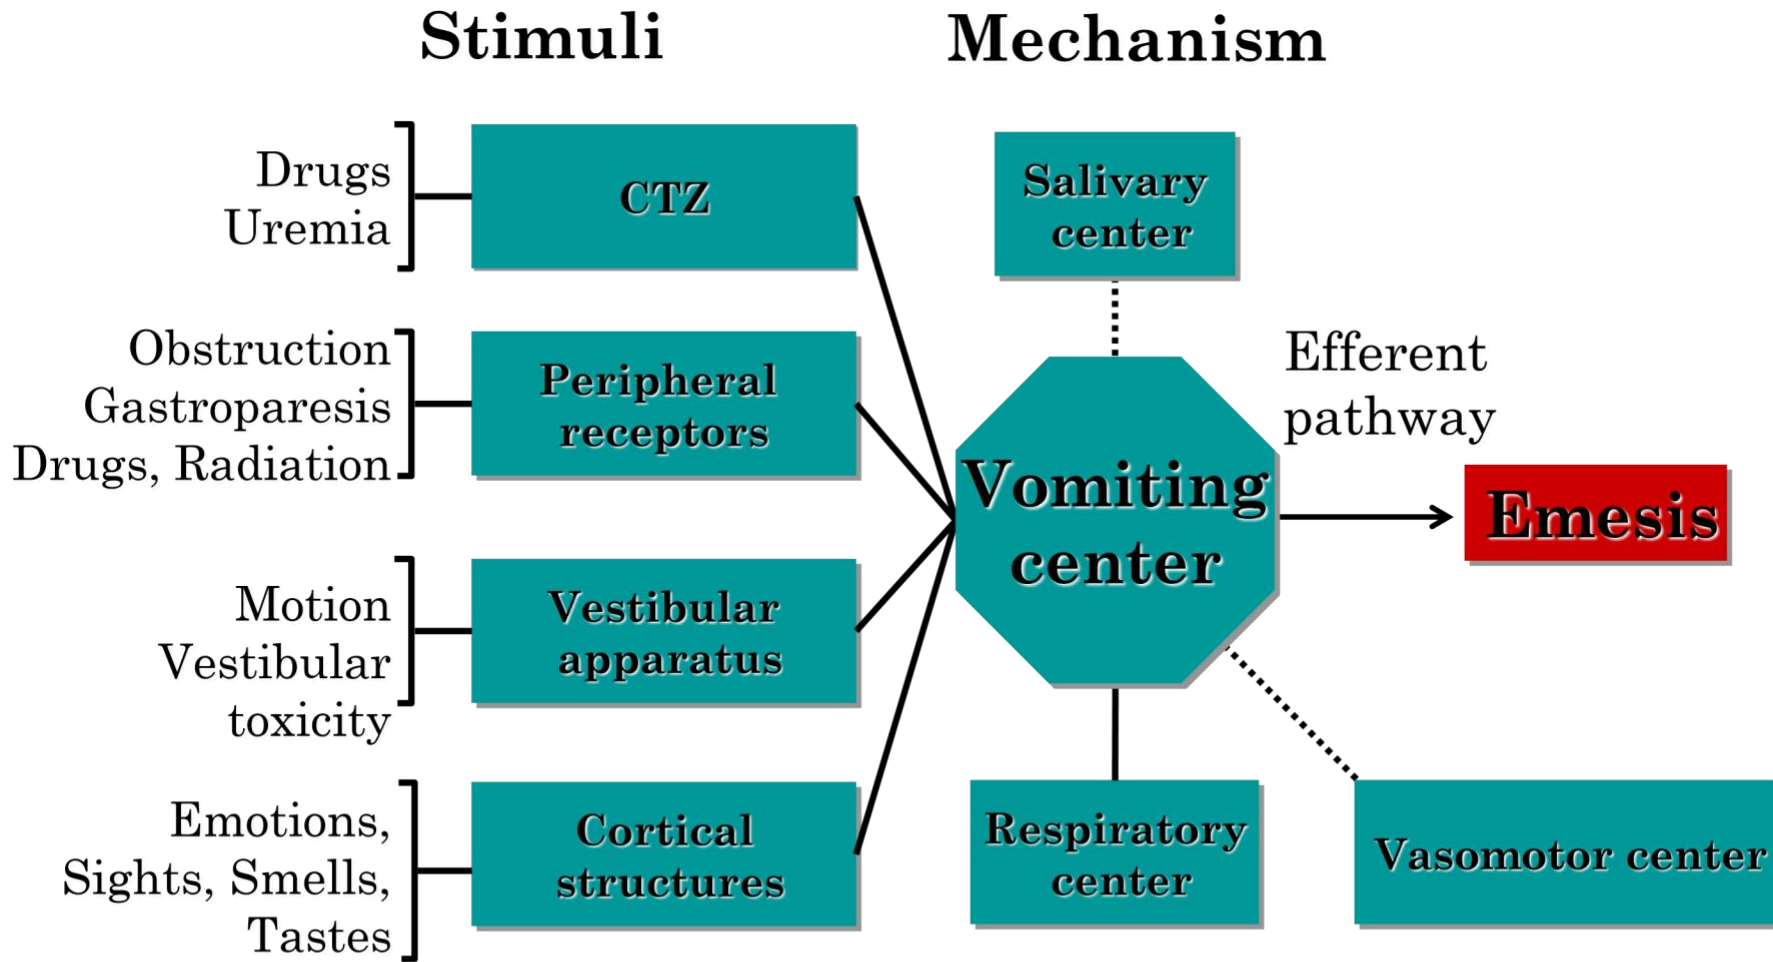 Stimuli
Mechanism
Drugs
Uremia
CTZ
Obstruction
Gastroparesis
Drugs, Radiation
Peripheral
receptors
Motion
Vestibular
toxicity
Vestibular
apparatus
Emotions,
Sights, Smells,
Tastes
Cortical
structures
Salivary
center
Vomiting
center
Efferent
pathway
Emesis
Respiratory
center
Vasomotor center